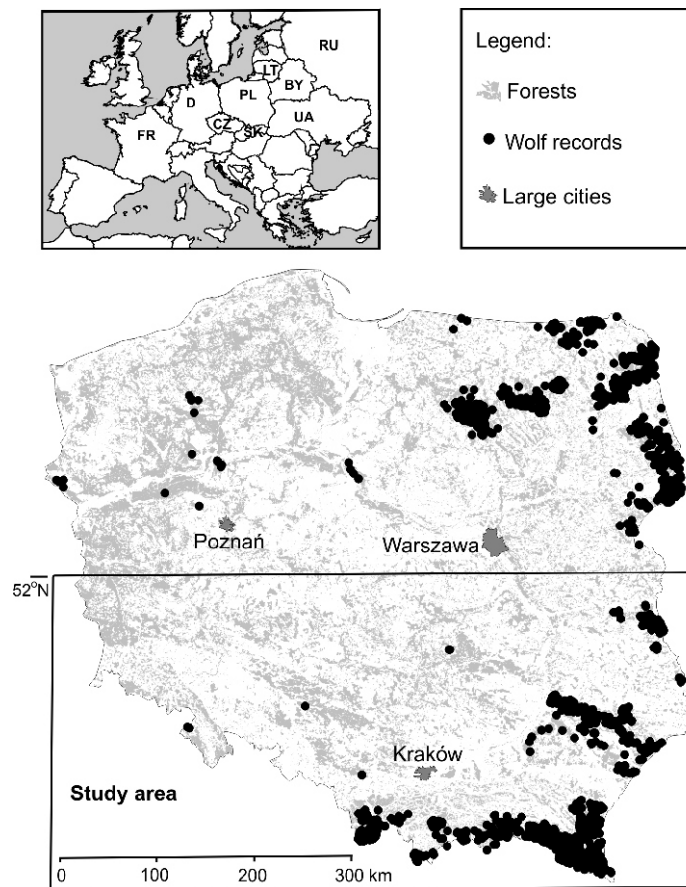 RU
LT
BY
PL
D
UA
CZ
SK
FR
Legend:
Forests
Wolf records
Large cities
Poznań
Warszawa
52°N
Kraków
Study area
0 100 200 300 km